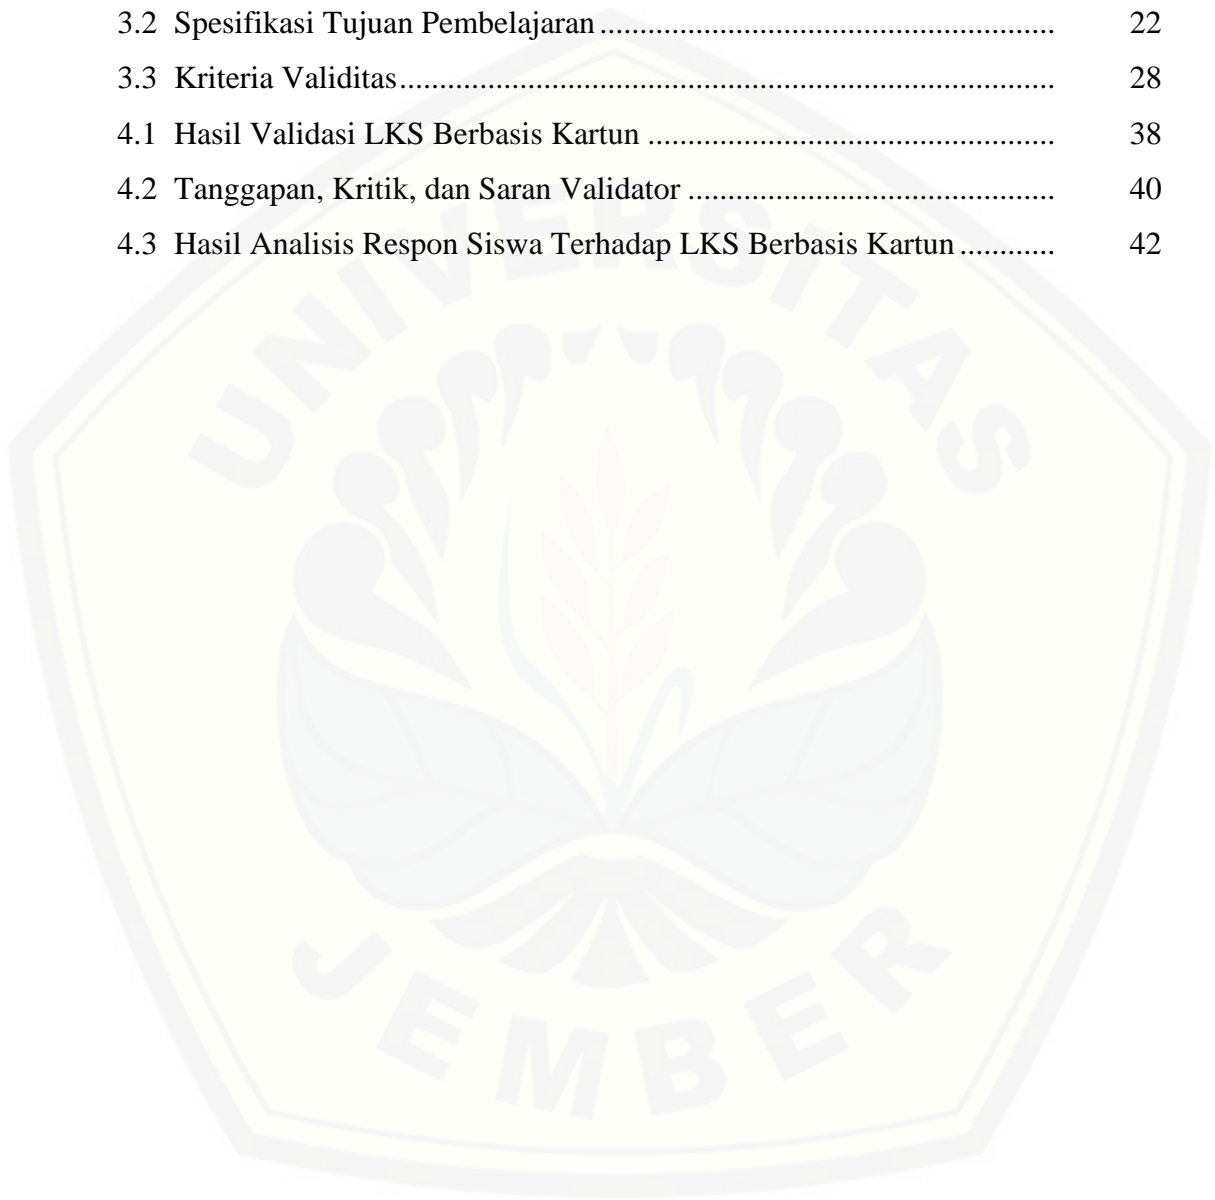 3.2 Spesifikasi Tujuan Pembelajaran ......................................................... 22
3.3 Kriteria Validitas.................................................................................. 28
4.1 Hasil Validasi LKS Berbasis Kartun ................................................... 38
4.2 Tanggapan, Kritik, dan Saran Validator .............................................. 40
4.3 Hasil Analisis Respon Siswa Terhadap LKS Berbasis Kartun ............ 42
UNIVERSITAS
JEMBER